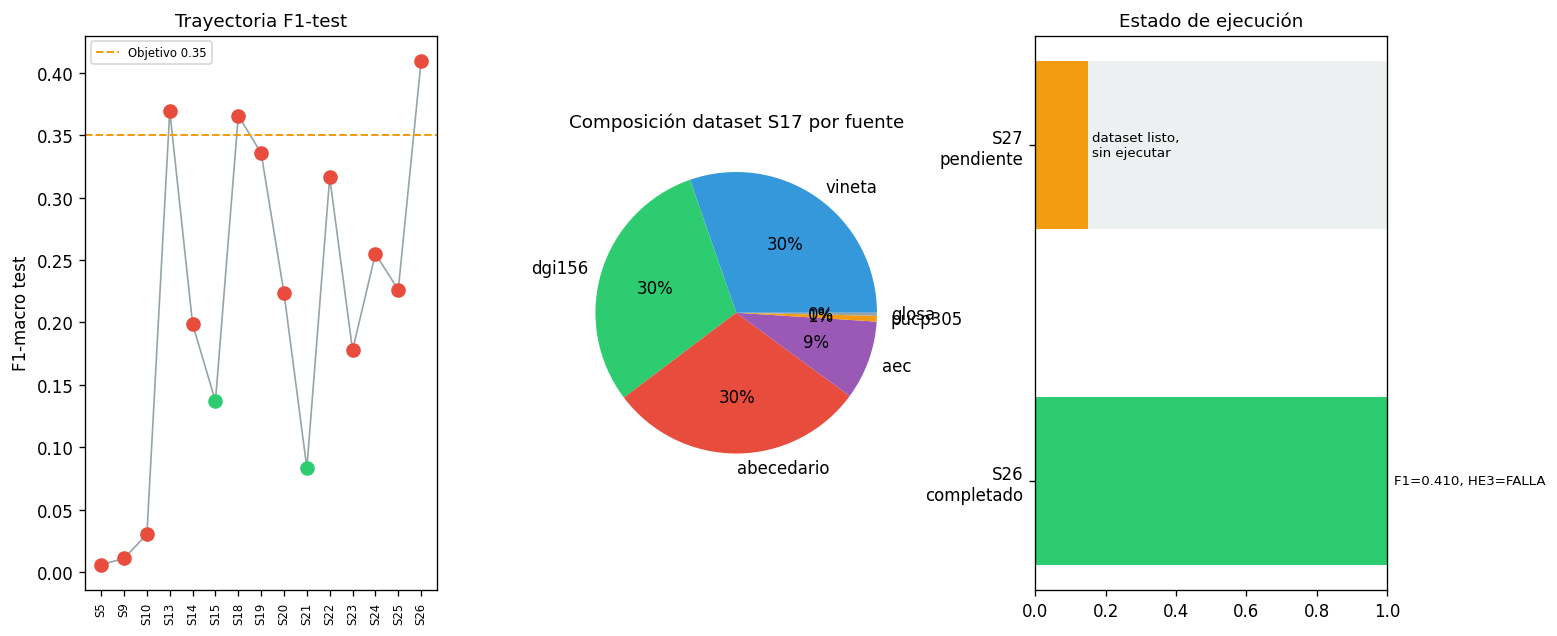 Trayectoria F1-test
Objetivo 0.35
F1-macro test
0.40
0.35
0.30
0.25
0.20
0.15
0.10
0.05
0.00
S5
S9
S10
S13
S14
S15
S18
S19
S20
S21
S22
S23
S24
S25
S26
Composición dataset S17 por fuente
vineta
30%
dgi156
30%
abecedario
30%
aec
9%
pucp305
1%
glosa
0%
Estado de ejecución
S27
pendiente
dataset listo,
sin ejecutar
S26
completado
F1=0.410, HE3=FALLA
0.0
0.2
0.4
0.6
0.8
1.0